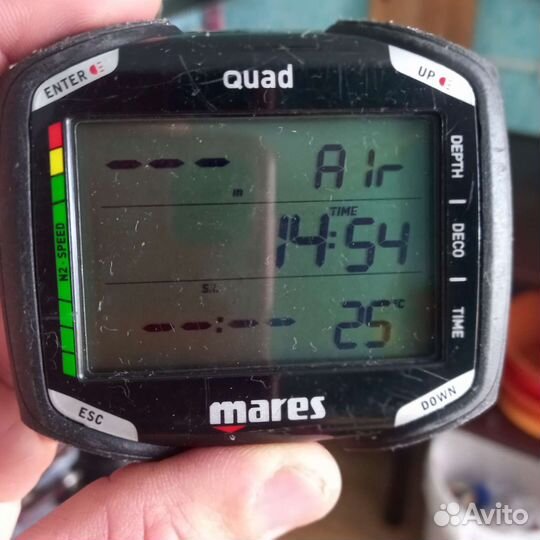 ENTER
UP
Quad
--- m AIr
TIME
14:54
S.I.
--:-- 25°C
N2 - SPEED
DEPTH | DECO | TIME
ESC
DOWN
mares
Avito